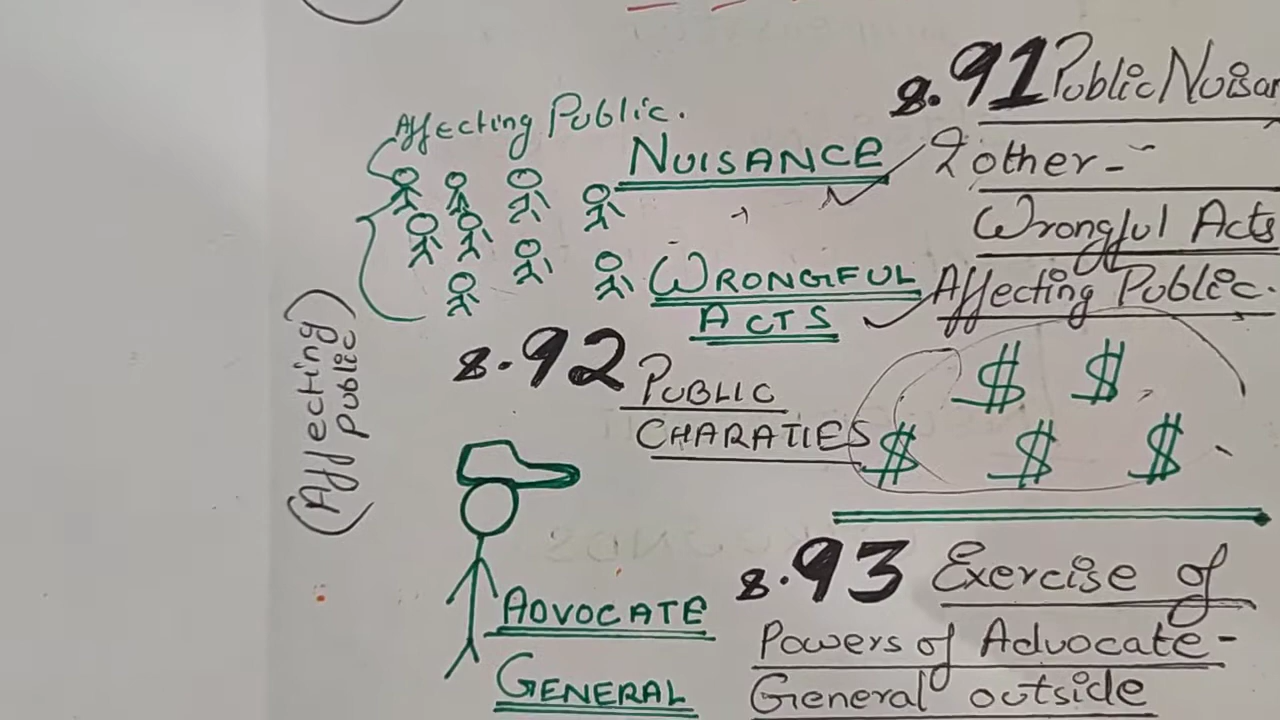 s.91 Public Nuisan
Affecting Public.
NUISANCE
& other -
Wrongful Acts
WRONGFUL
ACTS
Affecting Public.
(Affecting
Public)
s.92 PUBLIC
CHARATIES
$ $
$ $ $
s.93 Exercise of
Powers of Advocate-
General outside
ADVOCATE
GENERAL